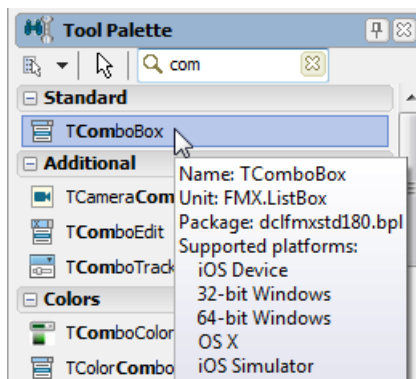 Tool Palette
com
Standard
TComboBox
Additional
TCameraCom
TComboEdit
TComboTrack
Colors
TComboColor
TColorCombo
Name: TComboBox
Unit: FMX.ListBox
Package: dclfmxstd180.bpl
Supported platforms:
iOS Device
32-bit Windows
64-bit Windows
OS X
iOS Simulator